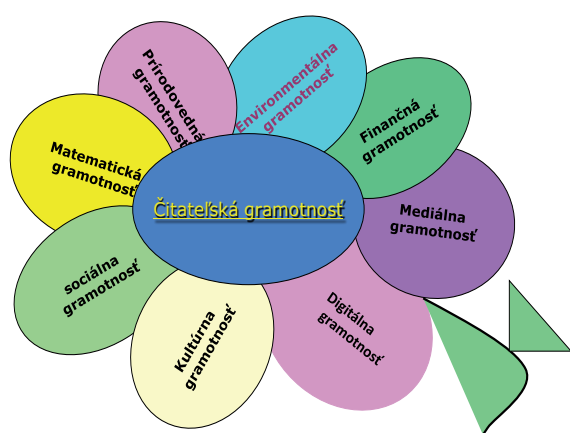 Prírodovedná
gramotnosť
Environmentálna
gramotnosť
Finančná
gramotnosť
Matematická
gramotnosť
Čitateľská gramotnosť
Mediálna
gramotnosť
sociálna
gramotnosť
Kultúrna
gramotnosť
Digitálna
gramotnosť